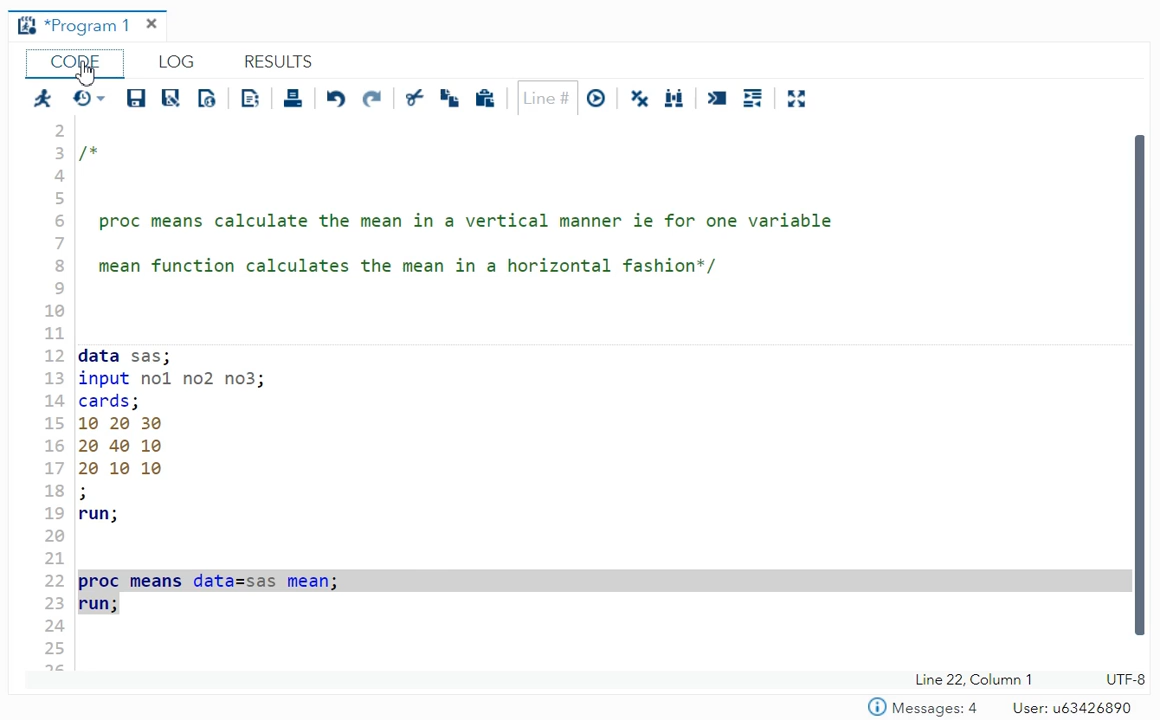 *Program 1
CODE LOG RESULTS
Line #
2
3 /*
4
5
6 proc means calculate the mean in a vertical manner ie for one variable
7
8 mean function calculates the mean in a horizontal fashion*/
9
10
11
12 data sas;
13 input no1 no2 no3;
14 cards;
15 10 20 30
16 20 40 10
17 20 10 10
18 ;
19 run;
20
21
22 proc means data=sas mean;
23 run;
24
25
26
Line 22, Column 1 UTF-8
Messages: 4 User: u63426890